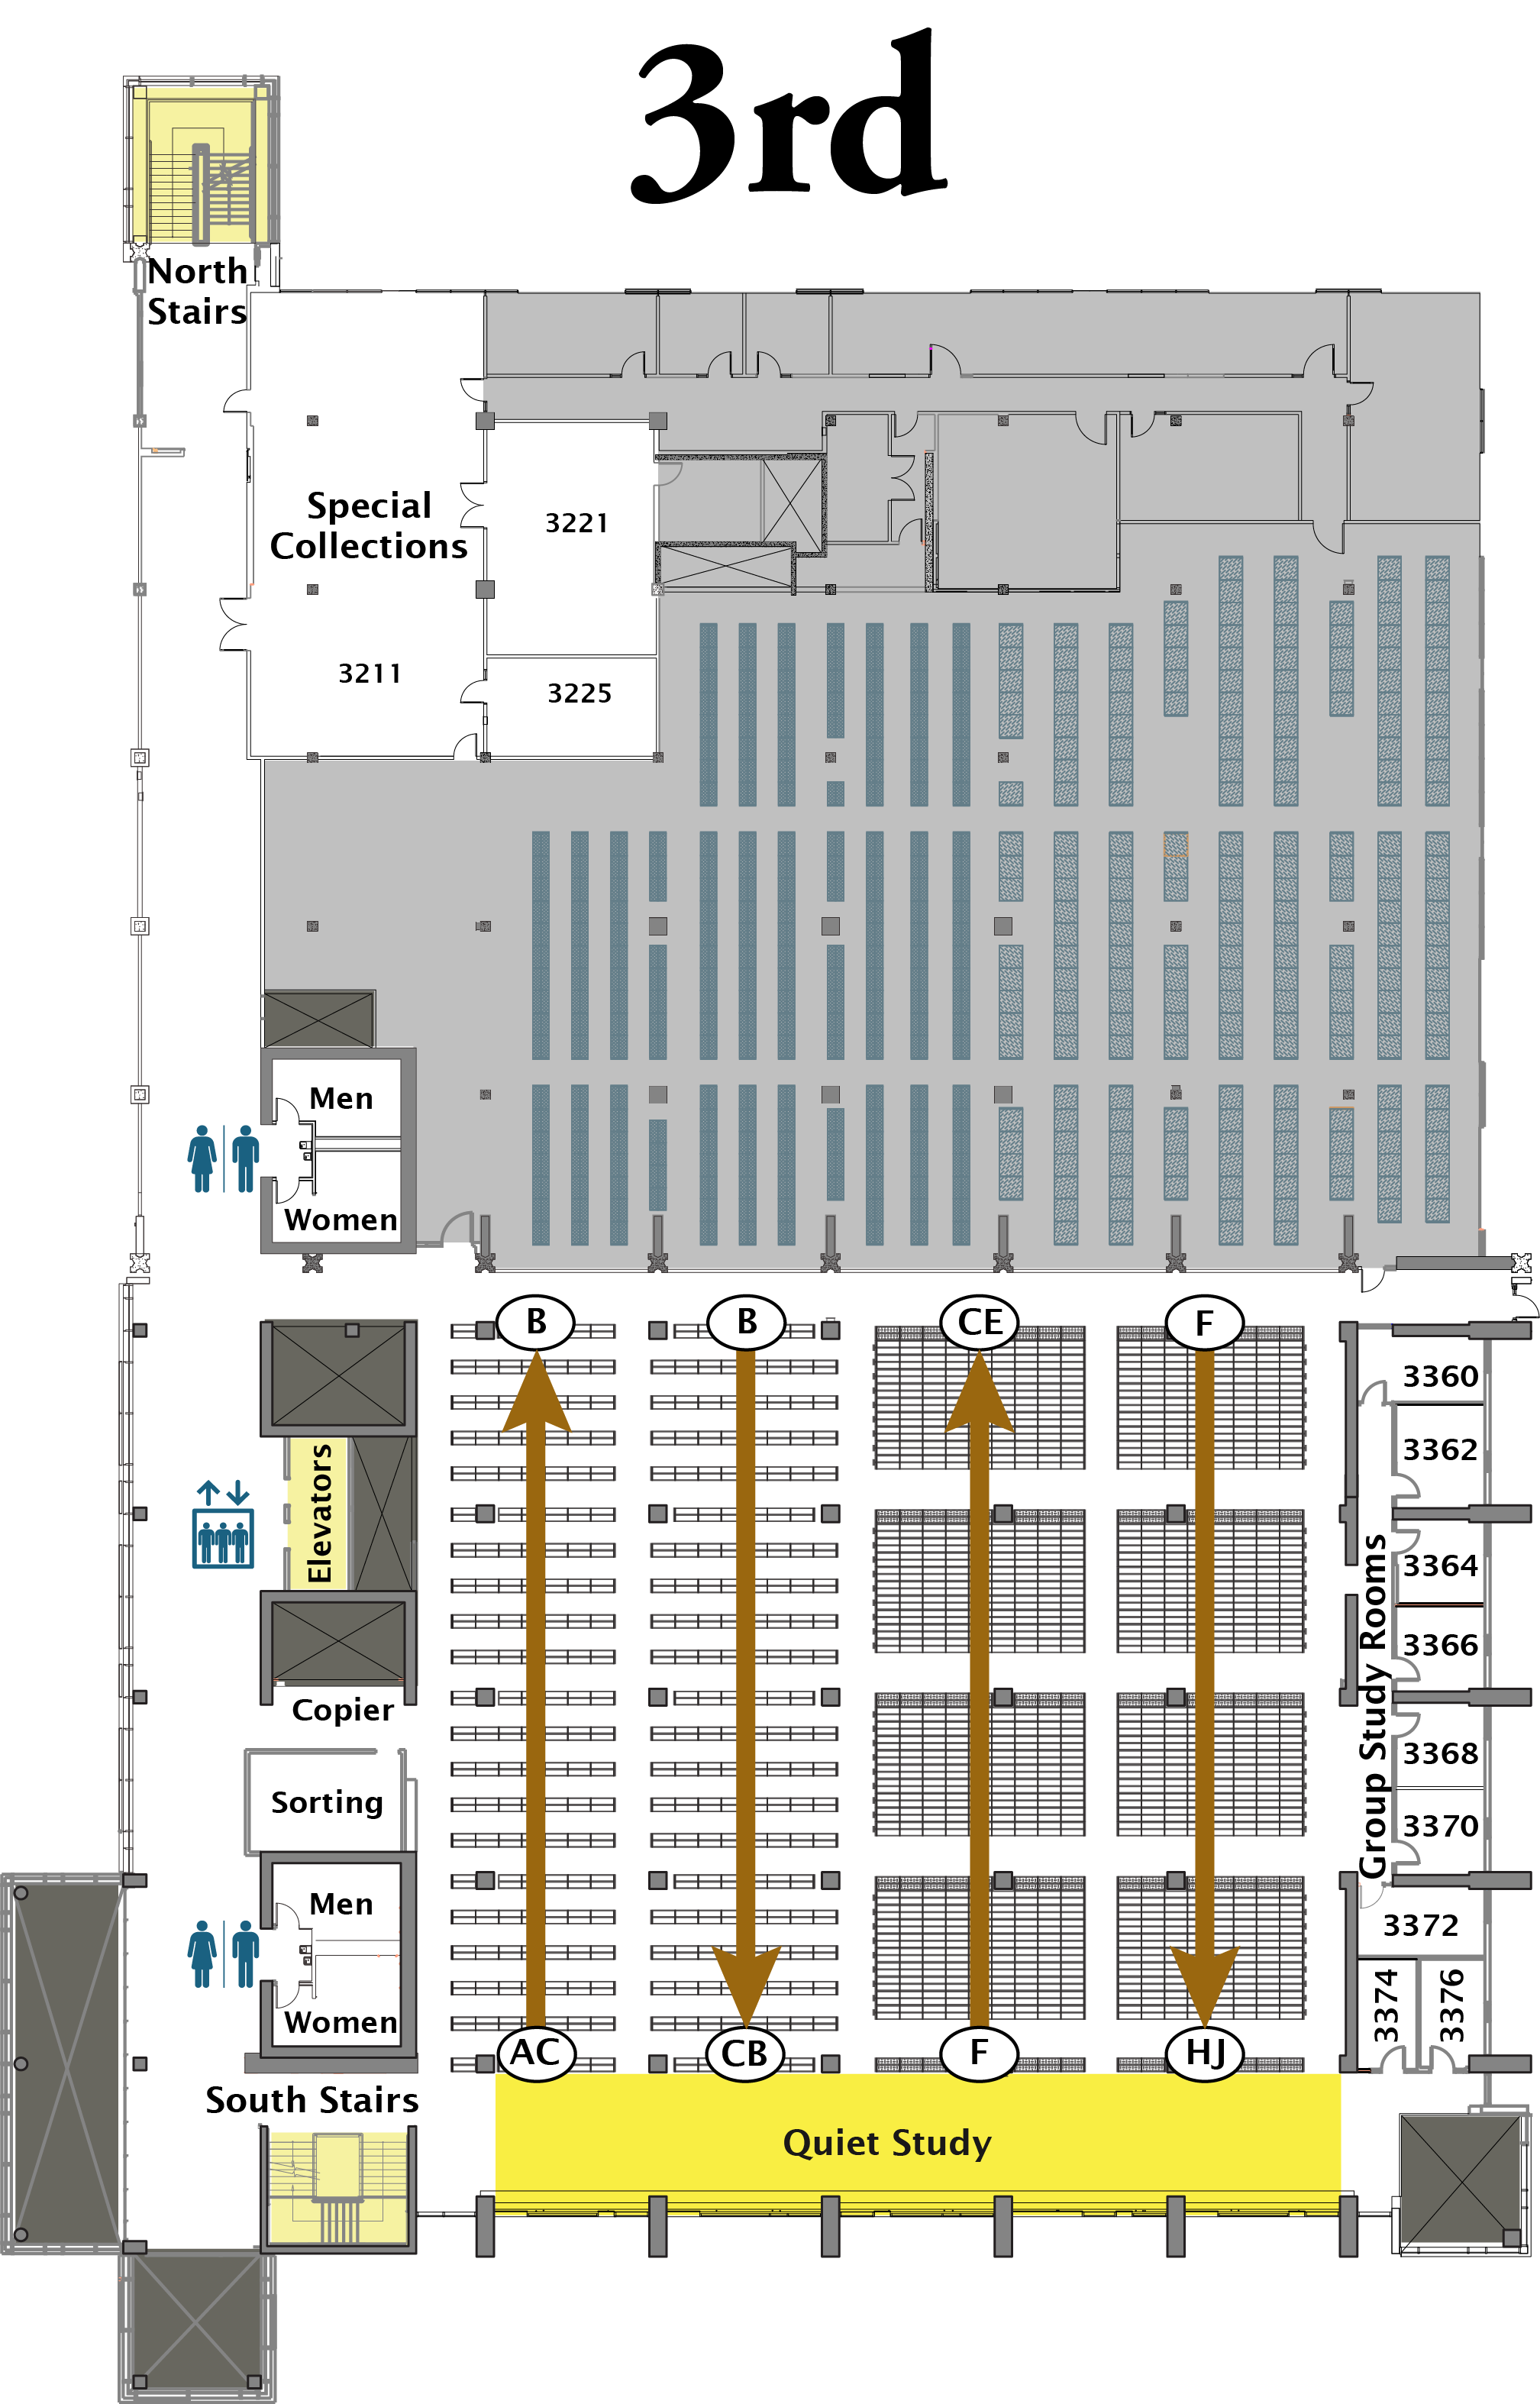 3rd
North
Stairs
Special
Collections
3221
3211
3225
Men
Women
B
B
CE
F
3360
3362
Elevators
3364
Group Study Rooms
3366
Copier
3368
Sorting
3370
Men
3372
Women
3374
3376
AC
CB
F
HJ
South Stairs
Quiet Study